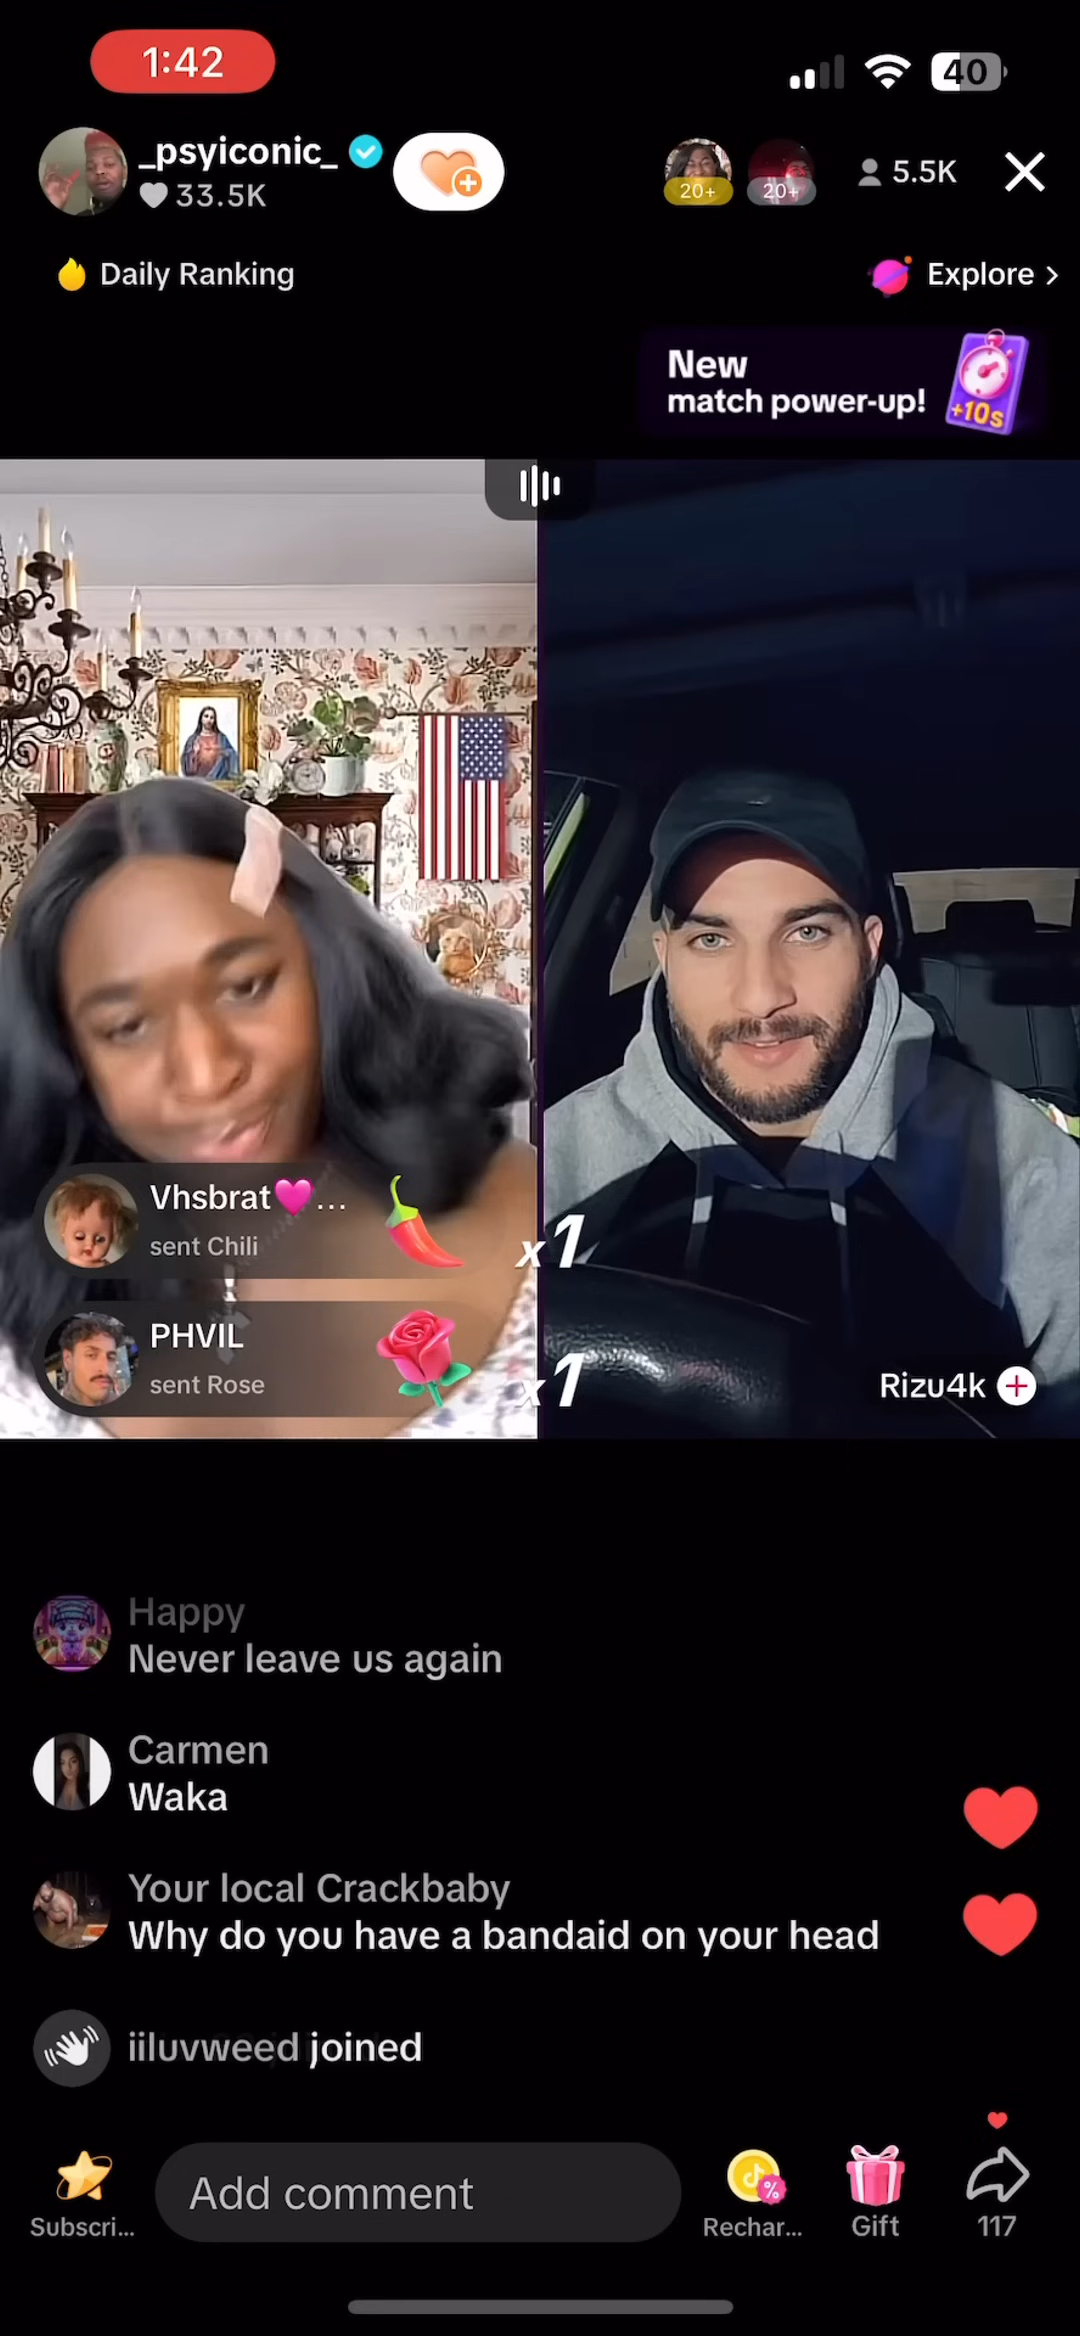 1:42
40
_psyiconic_
33.5K
20+
20+
5.5K
Daily Ranking
Explore >
New
match power-up!
+10s
Vhsbrat🩷...
sent Chili
x1
PHVIL
sent Rose
x1
Rizu4k
Happy
Never leave us again
Carmen
Waka
Your local Crackbaby
Why do you have a bandaid on your head
iiluvweed joined
Subscri...
Add comment
%
Rechar...
Gift
117